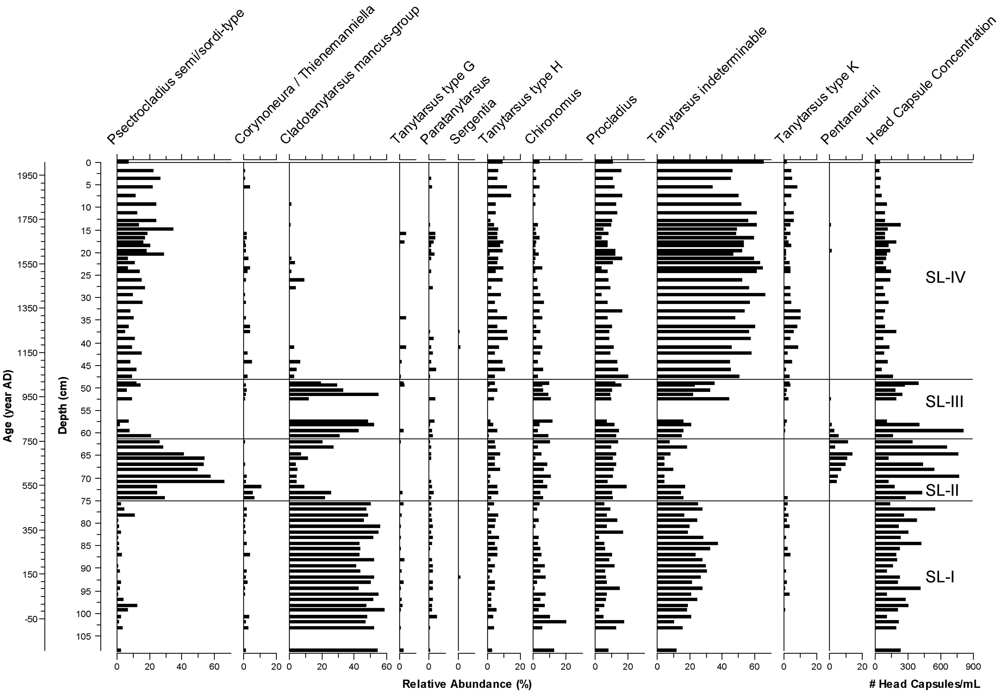 Psectrocladius semi/sordi-type
Corynoneura / Thienemanniella
Cladotanytarsus mancus-group
Tanytarsus type G
Paratanytarsus
Sergentia
Tanytarsus type H
Chironomus
Procladius
Tanytarsus indeterminable
Tanytarsus type K
Pentaneurini
Head Capsule Concentration
Age (year AD)
1950
1750
1550
1350
1150
950
750
550
350
150
-50
Depth (cm)
0
5
10
15
20
25
30
35
40
45
50
55
60
65
70
75
80
85
90
95
100
105
SL-IV
SL-III
SL-II
SL-I
0 20 40 60 0 20 0 20 40 60 0 0 0 0 20 0 20 0 20 0 20 40 60 0 20 0 20 0 300 600 900
Relative Abundance (%)
# Head Capsules/mL